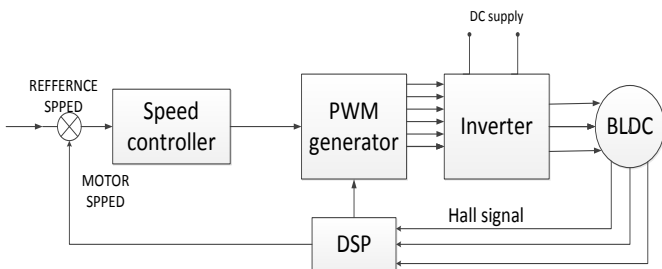 DC supply
REFFERNCE
SPPED
Speed
controller
PWM
generator
Inverter
BLDC
MOTOR
SPPED
Hall signal
DSP